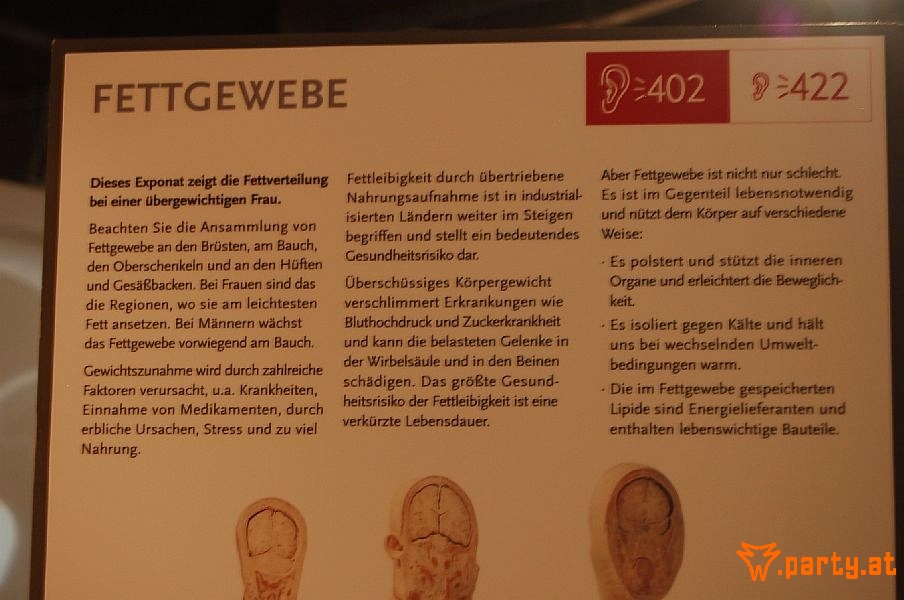 FETTGEWEBE
402
422
Dieses Exponat zeigt die Fettverteilung
bei einer übergewichtigen Frau.
Beachten Sie die Ansammlung von
Fettgewebe an den Brüsten, am Bauch,
den Oberschenkeln und an den Hüften
und Gesäßbacken. Bei Frauen sind das
die Regionen, wo sie am leichtesten
Fett ansetzen. Bei Männern wächst
das Fettgewebe vorwiegend am Bauch.
Gewichtszunahme wird durch zahlreiche
Faktoren verursacht, u.a. Krankheiten,
Einnahme von Medikamenten, durch
erbliche Ursachen, Stress und zu viel
Nahrung.
Fettleibigkeit durch übertriebene
Nahrungsaufnahme ist in industrial-
isierten Ländern weiter im Steigen
begriffen und stellt ein bedeutendes
Gesundheitsrisiko dar.
Überschüssiges Körpergewicht
verschlimmert Erkrankungen wie
Bluthochdruck und Zuckerkrankheit
und kann die belasteten Gelenke in
der Wirbelsäule und in den Beinen
schädigen. Das größte Gesund-
heitsrisiko der Fettleibigkeit ist eine
verkürzte Lebensdauer.
Aber Fettgewebe ist nicht nur schlecht.
Es ist im Gegenteil lebensnotwendig
und nützt dem Körper auf verschiedene
Weise:
· Es polstert und stützt die inneren
Organe und erleichtert die Beweglich-
keit.
· Es isoliert gegen Kälte und hält
uns bei wechselnden Umwelt-
bedingungen warm.
· Die im Fettgewebe gespeicherten
Lipide sind Energielieferanten und
enthalten lebenswichtige Bauteile.
w.party.at